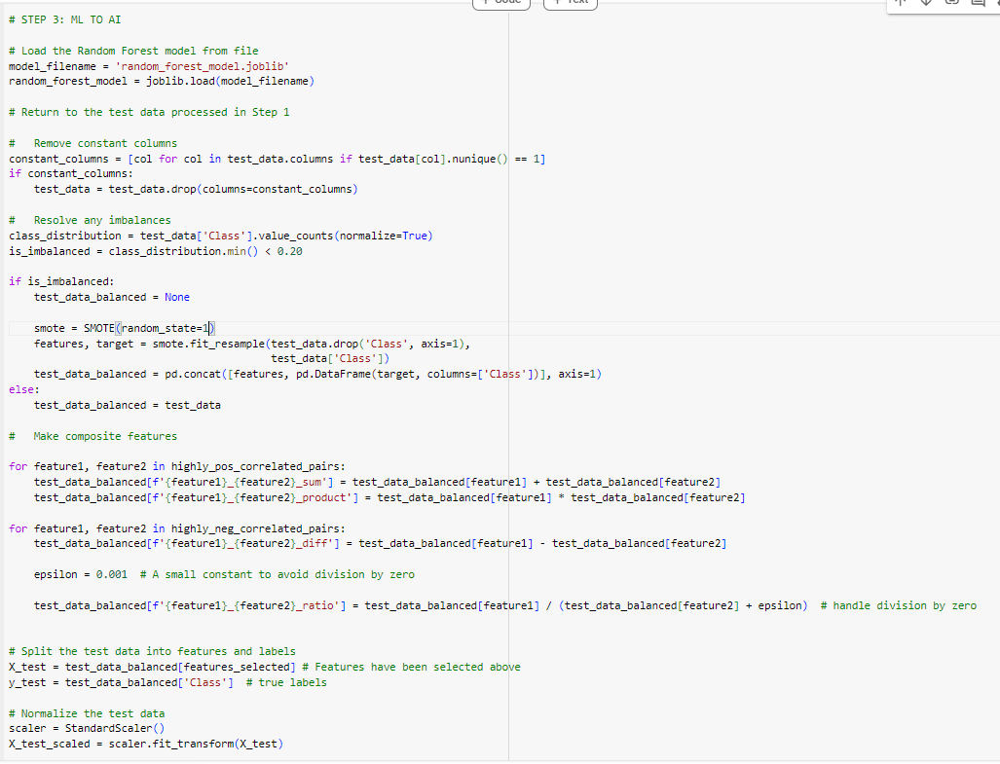 + Code + Text
# STEP 3: ML TO AI
# Load the Random Forest model from file
model_filename = 'random_forest_model.joblib'
random_forest_model = joblib.load(model_filename)
# Return to the test data processed in Step 1
#   Remove constant columns
constant_columns = [col for col in test_data.columns if test_data[col].nunique() == 1]
if constant_columns:
    test_data = test_data.drop(columns=constant_columns)
#   Resolve any imbalances
class_distribution = test_data['Class'].value_counts(normalize=True)
is_imbalanced = class_distribution.min() < 0.20
if is_imbalanced:
    test_data_balanced = None
    smote = SMOTE(random_state=1)
    features, target = smote.fit_resample(test_data.drop('Class', axis=1),
                                          test_data['Class'])
    test_data_balanced = pd.concat([features, pd.DataFrame(target, columns=['Class'])], axis=1)
else:
    test_data_balanced = test_data
#   Make composite features
for feature1, feature2 in highly_pos_correlated_pairs:
    test_data_balanced[f'{feature1}_{feature2}_sum'] = test_data_balanced[feature1] + test_data_balanced[feature2]
    test_data_balanced[f'{feature1}_{feature2}_product'] = test_data_balanced[feature1] * test_data_balanced[feature2]
for feature1, feature2 in highly_neg_correlated_pairs:
    test_data_balanced[f'{feature1}_{feature2}_diff'] = test_data_balanced[feature1] - test_data_balanced[feature2]
    epsilon = 0.001  # A small constant to avoid division by zero
    test_data_balanced[f'{feature1}_{feature2}_ratio'] = test_data_balanced[feature1] / (test_data_balanced[feature2] + epsilon)  # handle division by zero
# Split the test data into features and labels
X_test = test_data_balanced[features_selected] # Features have been selected above
y_test = test_data_balanced['Class']  # true labels
# Normalize the test data
scaler = StandardScaler()
X_test_scaled = scaler.fit_transform(X_test)